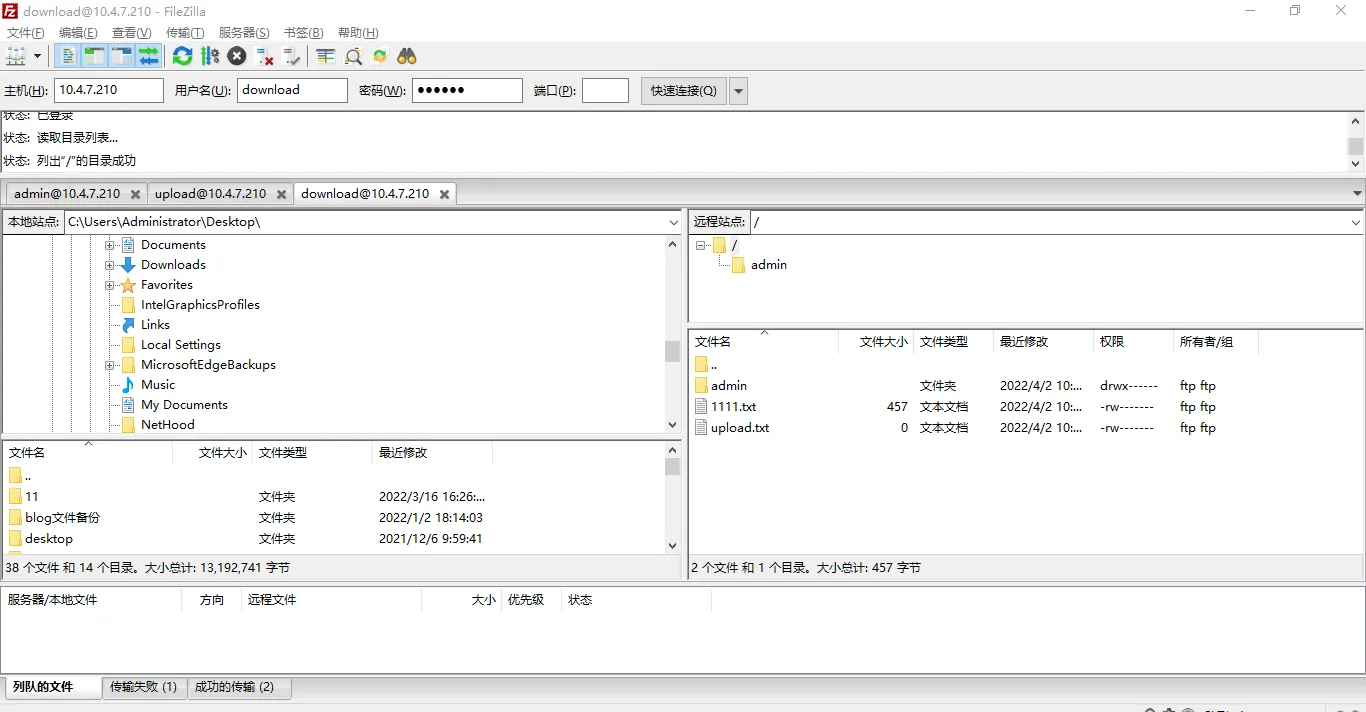 download@10.4.7.210 - FileZilla
文件(F) 编辑(E) 查看(V) 传输(T) 服务器(S) 书签(B) 帮助(H)
主机(H): 10.4.7.210 用户名(U): download 密码(W): ●●●●●● 端口(P): 快速连接(Q)
状态: 已登录
状态: 读取目录列表...
状态: 列出“/”的目录成功
admin@10.4.7.210 upload@10.4.7.210 download@10.4.7.210
本地站点: C:\Users\Administrator\Desktop\
Documents
Downloads
Favorites
IntelGraphicsProfiles
Links
Local Settings
MicrosoftEdgeBackups
Music
My Documents
NetHood
文件名 文件大小 文件类型 最近修改
..
11 文件夹 2022/3/16 16:26:...
blog文件备份 文件夹 2022/1/2 18:14:03
desktop 文件夹 2021/12/6 9:59:41
38 个文件 和 14 个目录。大小总计: 13,192,741 字节
远程站点: /
/
admin
文件名 文件大小 文件类型 最近修改 权限 所有者/组
..
admin 文件夹 2022/4/2 10:... drwx------ ftp ftp
1111.txt 457 文本文档 2022/4/2 10:... -rw------- ftp ftp
upload.txt 0 文本文档 2022/4/2 10:... -rw------- ftp ftp
2 个文件 和 1 个目录。大小总计: 457 字节
服务器/本地文件 方向 远程文件 大小 优先级 状态
列队的文件 传输失败 (1) 成功的传输 (2)